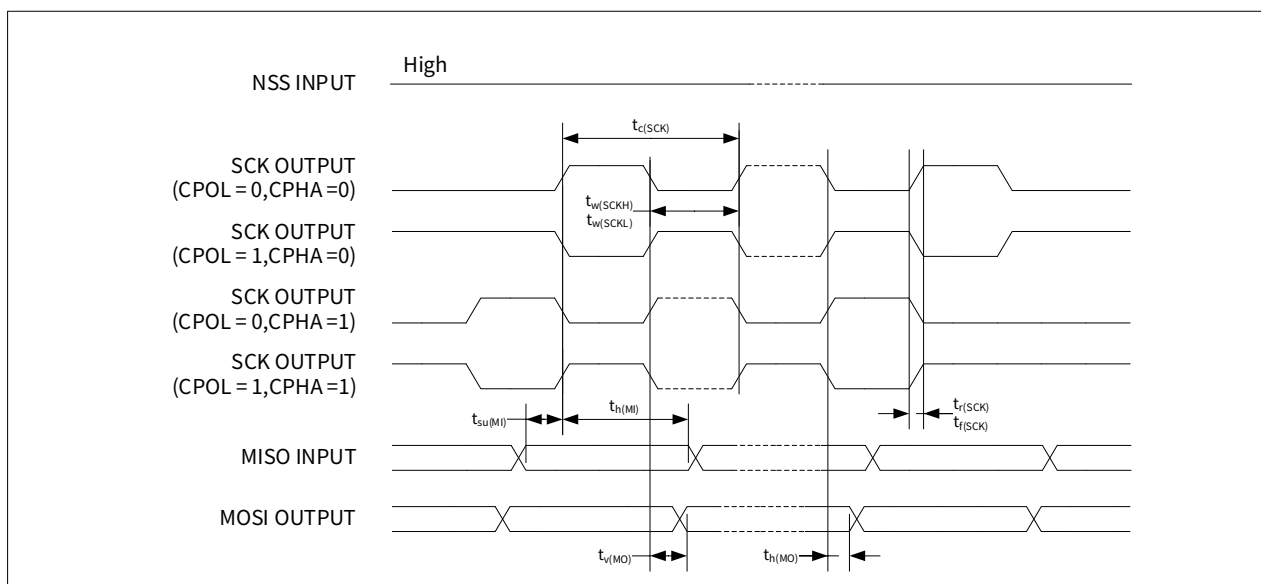 High
NSS INPUT
tc(SCK)
SCK OUTPUT
(CPOL = 0,CPHA =0)
tw(SCKH)
tw(SCKL)
SCK OUTPUT
(CPOL = 1,CPHA =0)
SCK OUTPUT
(CPOL = 0,CPHA =1)
SCK OUTPUT
(CPOL = 1,CPHA =1)
tsu(MI)
th(MI)
tr(SCK)
tf(SCK)
MISO INPUT
MOSI OUTPUT
tv(MO)
th(MO)